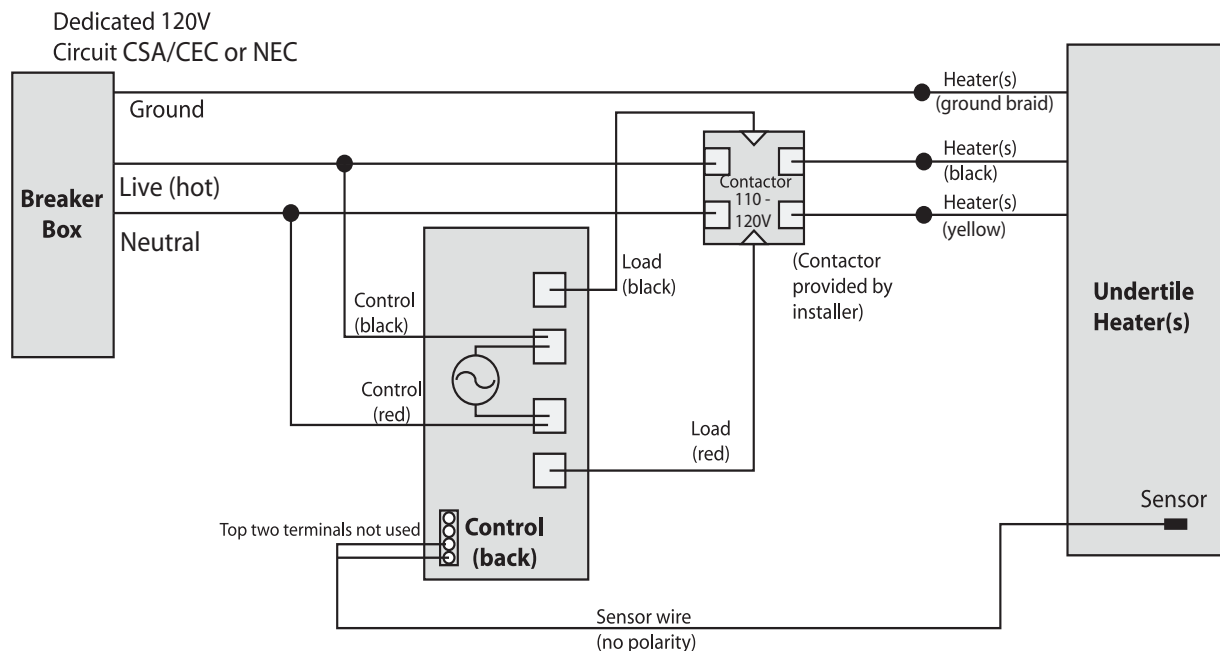 Dedicated 120V
Circuit CSA/CEC or NEC
Breaker
Box
Ground
Live (hot)
Neutral
Heater(s)
(ground braid)
Heater(s)
(black)
Heater(s)
(yellow)
Contactor
110 -
120V
(Contactor
provided by
installer)
Undertile
Heater(s)
Load
(black)
Control
(black)
Control
(red)
Load
(red)
Top two terminals not used
Control
(back)
Sensor
Sensor wire
(no polarity)